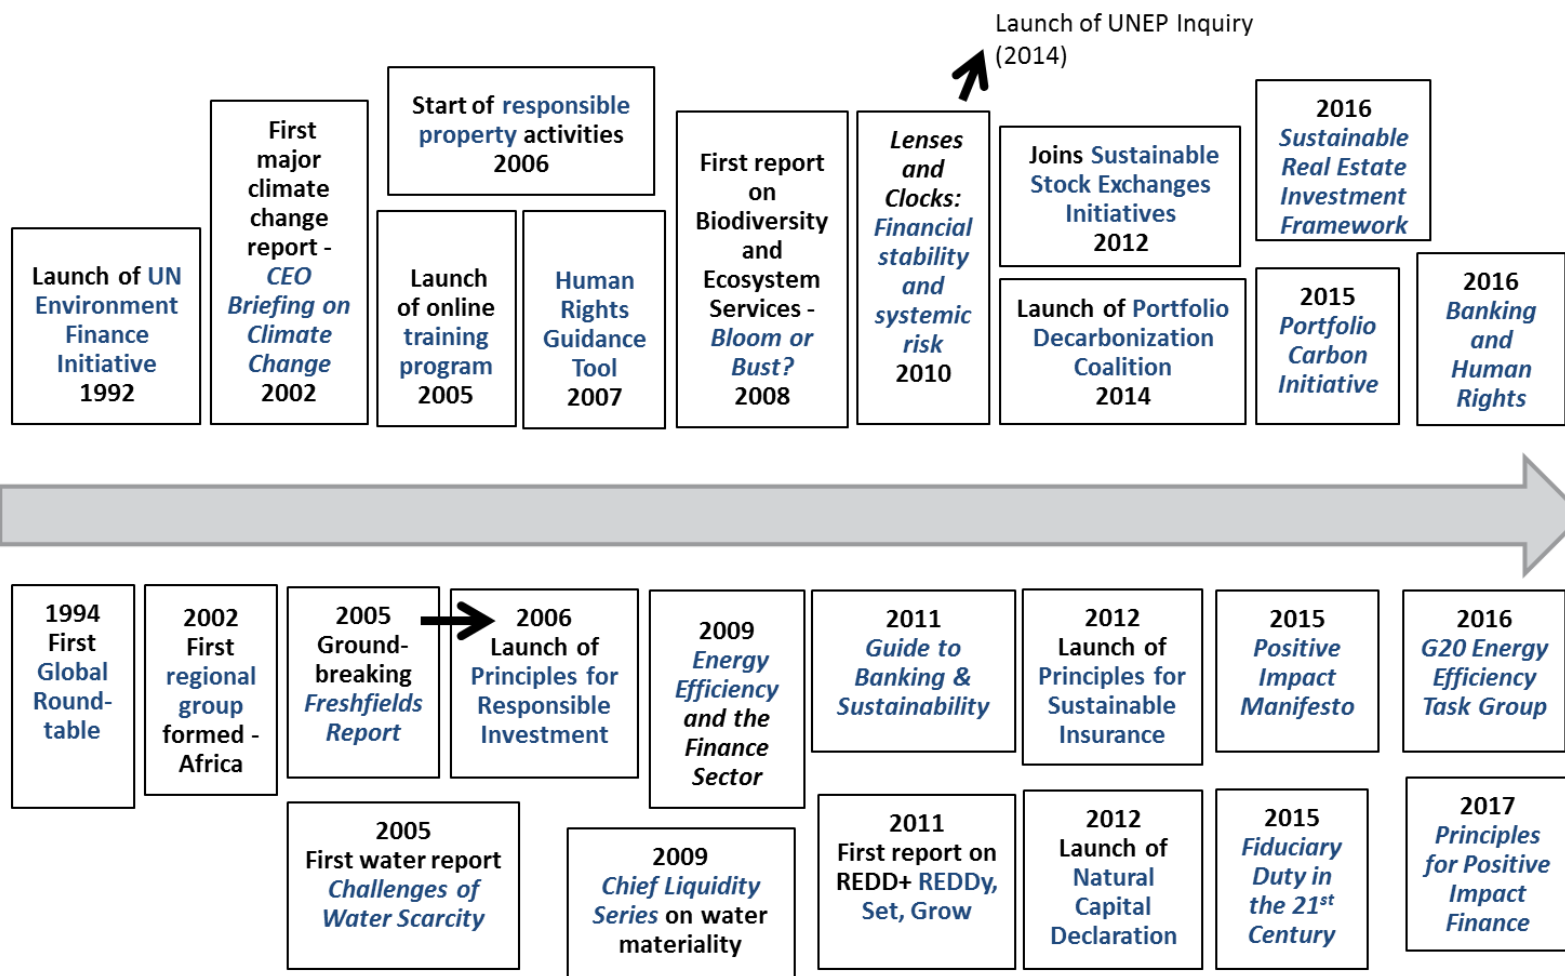 Launch of UNEP Inquiry
(2014)
Launch of UN
Environment
Finance
Initiative
1992
First
major
climate
change
report -
CEO
Briefing on
Climate
Change
2002
Start of responsible
property activities
2006
Launch
of online
training
program
2005
Human
Rights
Guidance
Tool
2007
First report
on
Biodiversity
and
Ecosystem
Services -
Bloom or
Bust?
2008
Lenses
and
Clocks:
Financial
stability
and
systemic
risk
2010
Joins Sustainable
Stock Exchanges
Initiatives
2012
Launch of Portfolio
Decarbonization
Coalition
2014
2016
Sustainable
Real Estate
Investment
Framework
2015
Portfolio
Carbon
Initiative
2016
Banking
and
Human
Rights
1994
First
Global
Round-
table
2002
First
regional
group
formed -
Africa
2005
Ground-
breaking
Freshfields
Report
2006
Launch of
Principles for
Responsible
Investment
2009
Energy
Efficiency
and the
Finance
Sector
2011
Guide to
Banking &
Sustainability
2012
Launch of
Principles for
Sustainable
Insurance
2015
Positive
Impact
Manifesto
2016
G20 Energy
Efficiency
Task Group
2005
First water report
Challenges of
Water Scarcity
2009
Chief Liquidity
Series on water
materiality
2011
First report on
REDD+ REDDy,
Set, Grow
2012
Launch of
Natural
Capital
Declaration
2015
Fiduciary
Duty in
the 21st
Century
2017
Principles
for Positive
Impact
Finance